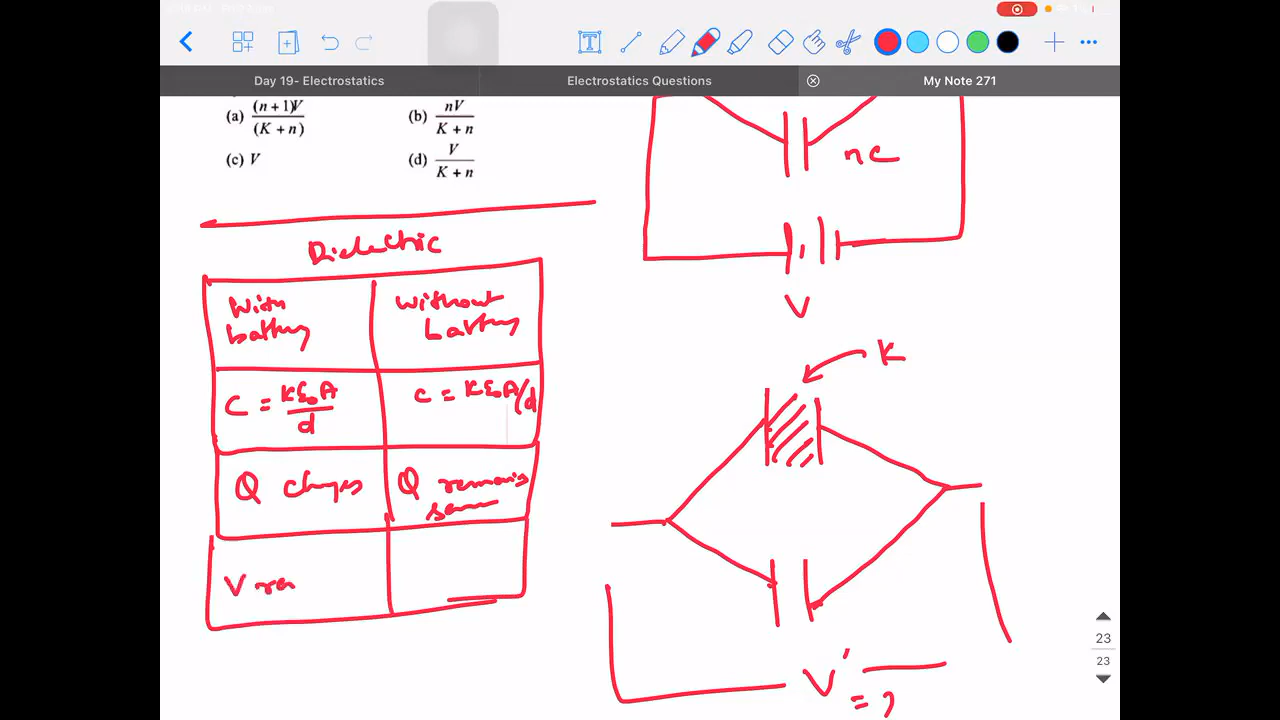 Day 19- Electrostatics
Electrostatics Questions
My Note 271
(a) (n + 1)V / (K + n)
(b) nV / K + n
(c) V
(d) V / K + n
nc
V
Dielectric
With battery
Without battery
C = Kε₀A / d
C = Kε₀A/d
Q changes
Q remains same
V re
K
V' = ?
23
23